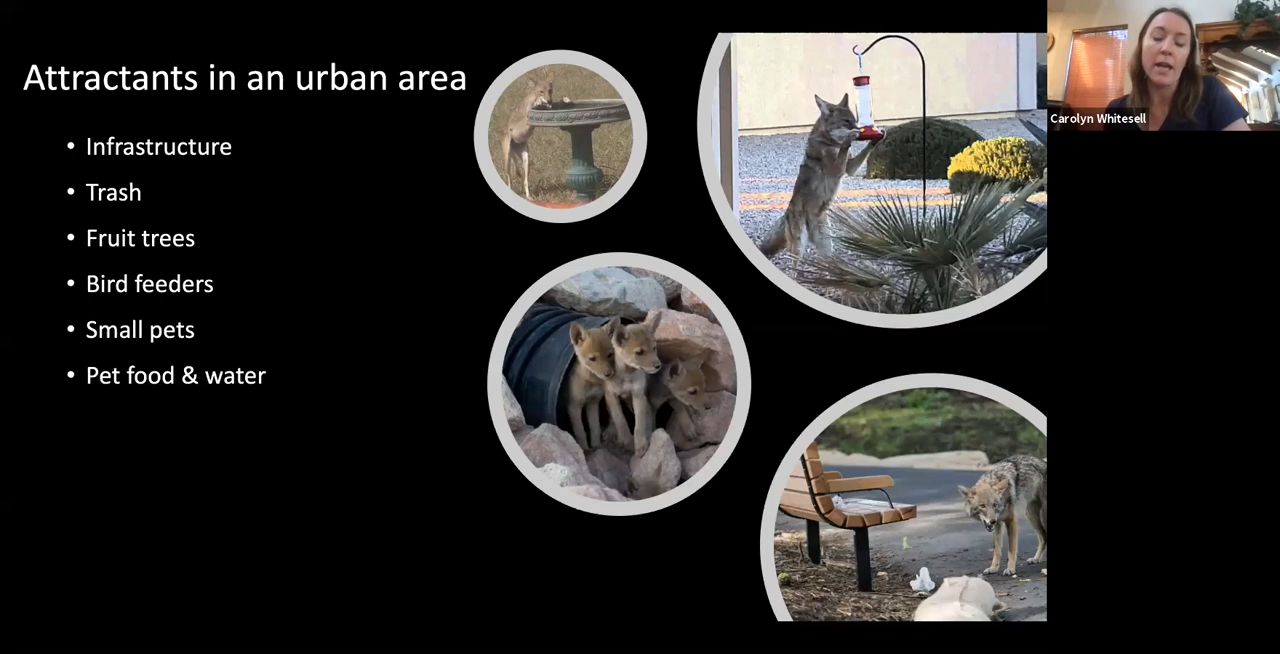 Attractants in an urban area
• Infrastructure
• Trash
• Fruit trees
• Bird feeders
• Small pets
• Pet food & water
Carolyn Whitesell